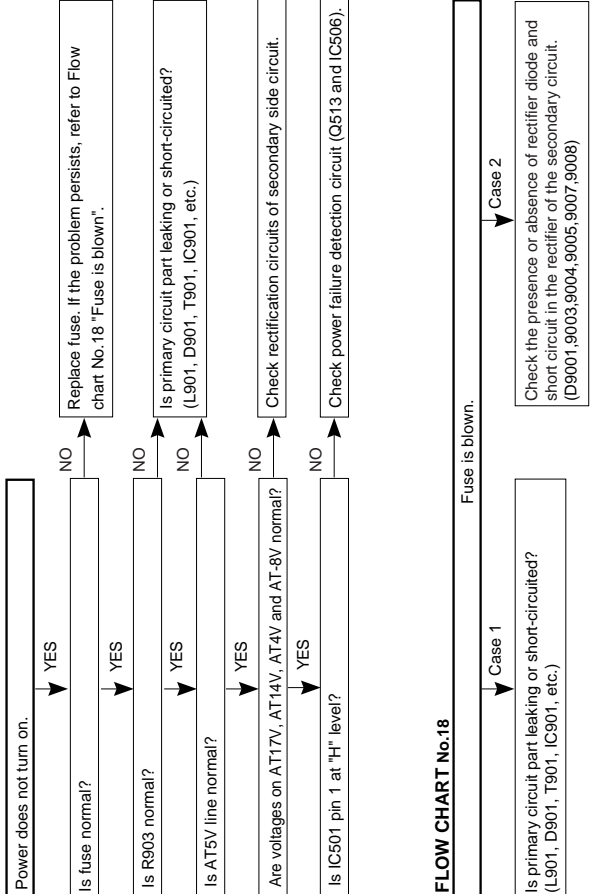 Power does not turn on.
YES
Is fuse normal?
NO
Replace fuse. If the problem persists, refer to Flow
chart No.18 "Fuse is blown".
YES
Is R903 normal?
NO
Is primary circuit part leaking or short-circuited?
(L901, D901, T901, IC901, etc.)
YES
Is AT5V line normal?
NO
YES
Are voltages on AT17V, AT14V, AT4V and AT-8V normal?
NO
Check rectification circuits of secondary side circuit.
YES
Is IC501 pin 1 at "H" level?
NO
Check power failure detection circuit (Q513 and IC506).
FLOW CHART No.18
Fuse is blown.
Case 1
Is primary circuit part leaking or short-circuited?
(L901, D901, T901, IC901, etc.)
Case 2
Check the presence or absence of rectifier diode and
short circuit in the rectifier of the secondary circuit.
(D9001,9003,9004,9005,9007,9008)